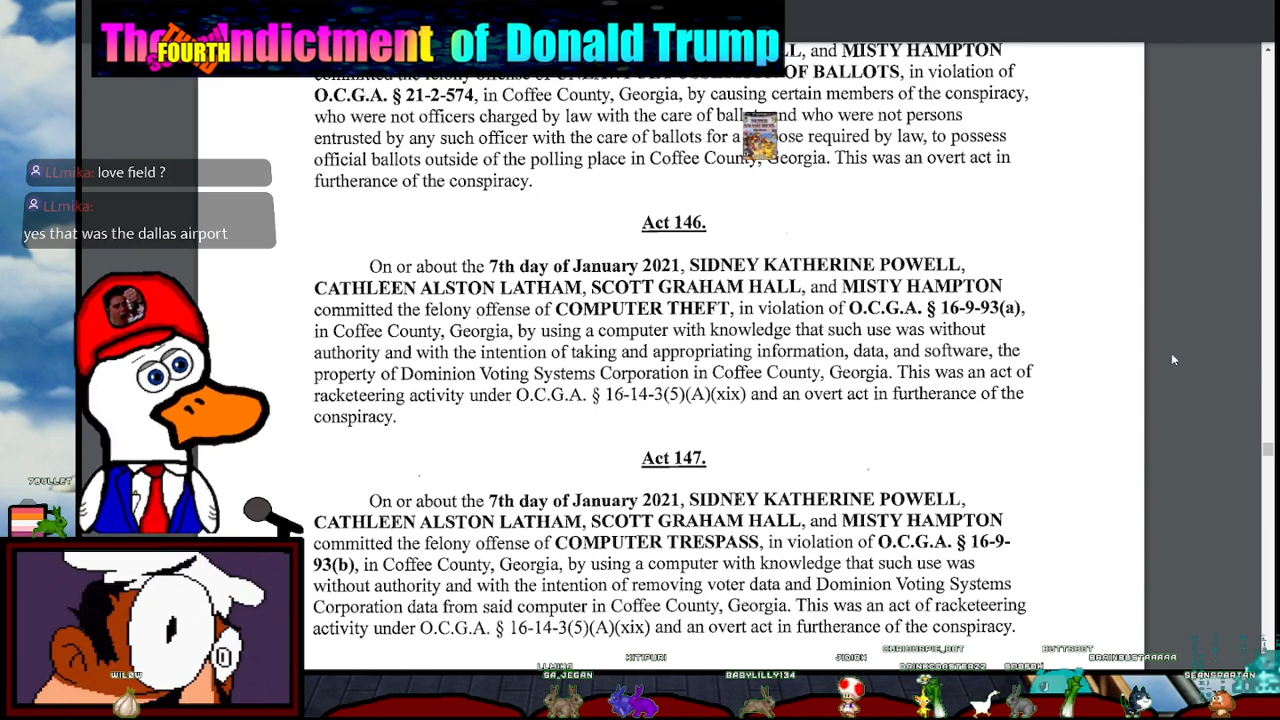 The Indictment of Donald Trump
FOURTH
LL, and MISTY HAMPTON
OF BALLOTS, in violation of
O.C.G.A. § 21-2-574, in Coffee County, Georgia, by causing certain members of the conspiracy,
who were not officers charged by law with the care of and who were not persons
entrusted by any such officer with the care of ballots for a required by law, to possess
official ballots outside of the polling place in Coffee County, Georgia. This was an overt act in
furtherance of the conspiracy.
LLmika: love field ?
LLmika:
yes that was the dallas airport
Act 146.
On or about the 7th day of January 2021, SIDNEY KATHERINE POWELL,
CATHLEEN ALSTON LATHAM, SCOTT GRAHAM HALL, and MISTY HAMPTON
committed the felony offense of COMPUTER THEFT, in violation of O.C.G.A. § 16-9-93(a),
in Coffee County, Georgia, by using a computer with knowledge that such use was without
authority and with the intention of taking and appropriating information, data, and software, the
property of Dominion Voting Systems Corporation in Coffee County, Georgia. This was an act of
racketeering activity under O.C.G.A. § 16-14-3(5)(A)(xix) and an overt act in furtherance of the
conspiracy.
Act 147.
On or about the 7th day of January 2021, SIDNEY KATHERINE POWELL,
CATHLEEN ALSTON LATHAM, SCOTT GRAHAM HALL, and MISTY HAMPTON
committed the felony offense of COMPUTER TRESPASS, in violation of O.C.G.A. § 16-9-
93(b), in Coffee County, Georgia, by using a computer with knowledge that such use was
without authority and with the intention of removing voter data and Dominion Voting Systems
Corporation data from said computer in Coffee County, Georgia. This was an act of racketeering
activity under O.C.G.A. § 16-14-3(5)(A)(xix) and an overt act in furtherance of the conspiracy.
7BULLET
WILOW
LLMIKA
SA_JEGAN
KITIPURI
BABYLILLY134
JIDION
CURIOUSPIE_BOT
BUTTSBOT
SEANSPARTAN